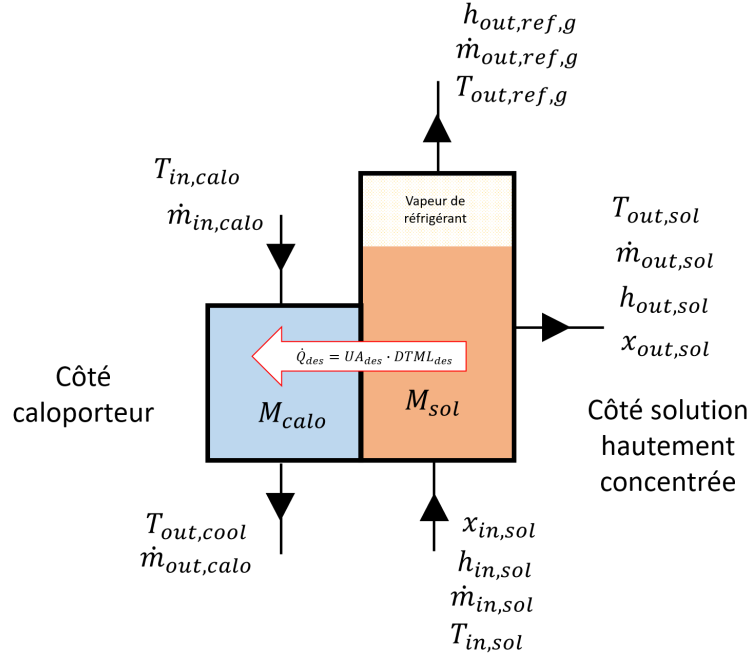 h_{out,ref,g}
ṁ_{out,ref,g}
T_{out,ref,g}
T_{in,calo}
ṁ_{in,calo}
Vapeur de
réfrigérant
T_{out,sol}
ṁ_{out,sol}
h_{out,sol}
x_{out,sol}
Q̇_{des} = UA_{des} · DTML_{des}
Côté
caloporteur
M_{calo}
M_{sol}
Côté solution
hautement
concentrée
T_{out,cool}
ṁ_{out,calo}
x_{in,sol}
h_{in,sol}
ṁ_{in,sol}
T_{in,sol}